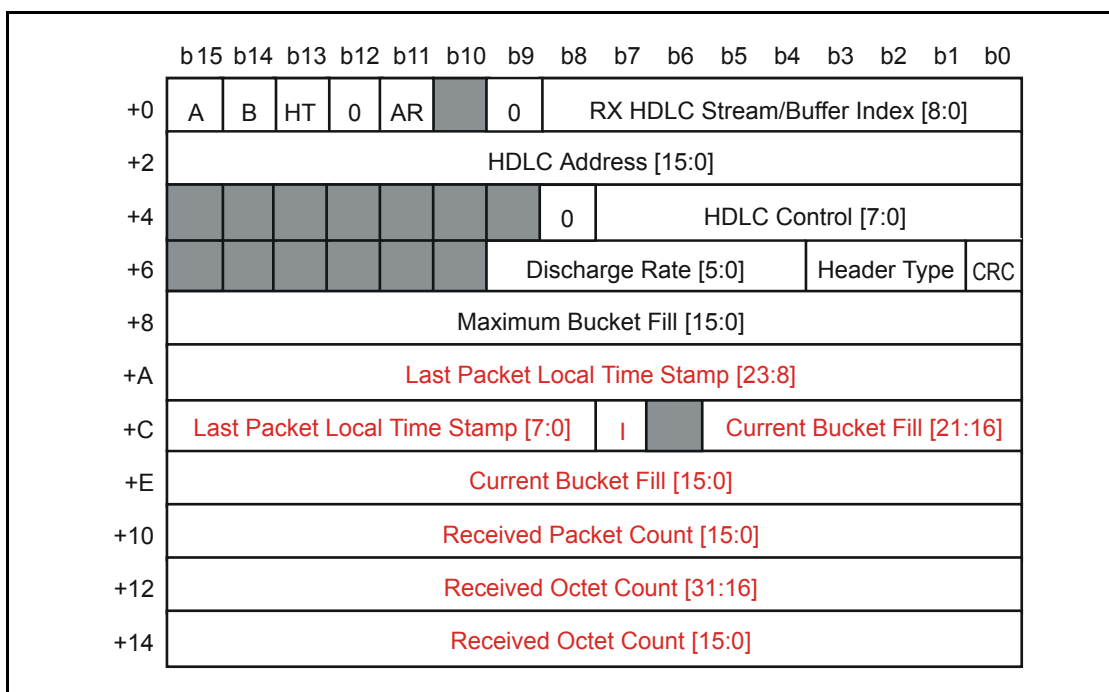 b15 b14 b13 b12 b11 b10 b9 b8 b7 b6 b5 b4 b3 b2 b1 b0
+0 A B HT 0 AR 0 RX HDLC Stream/Buffer Index [8:0]
+2 HDLC Address [15:0]
+4 0 HDLC Control [7:0]
+6 Discharge Rate [5:0] Header Type CRC
+8 Maximum Bucket Fill [15:0]
+A Last Packet Local Time Stamp [23:8]
+C Last Packet Local Time Stamp [7:0] I Current Bucket Fill [21:16]
+E Current Bucket Fill [15:0]
+10 Received Packet Count [15:0]
+12 Received Octet Count [31:16]
+14 Received Octet Count [15:0]